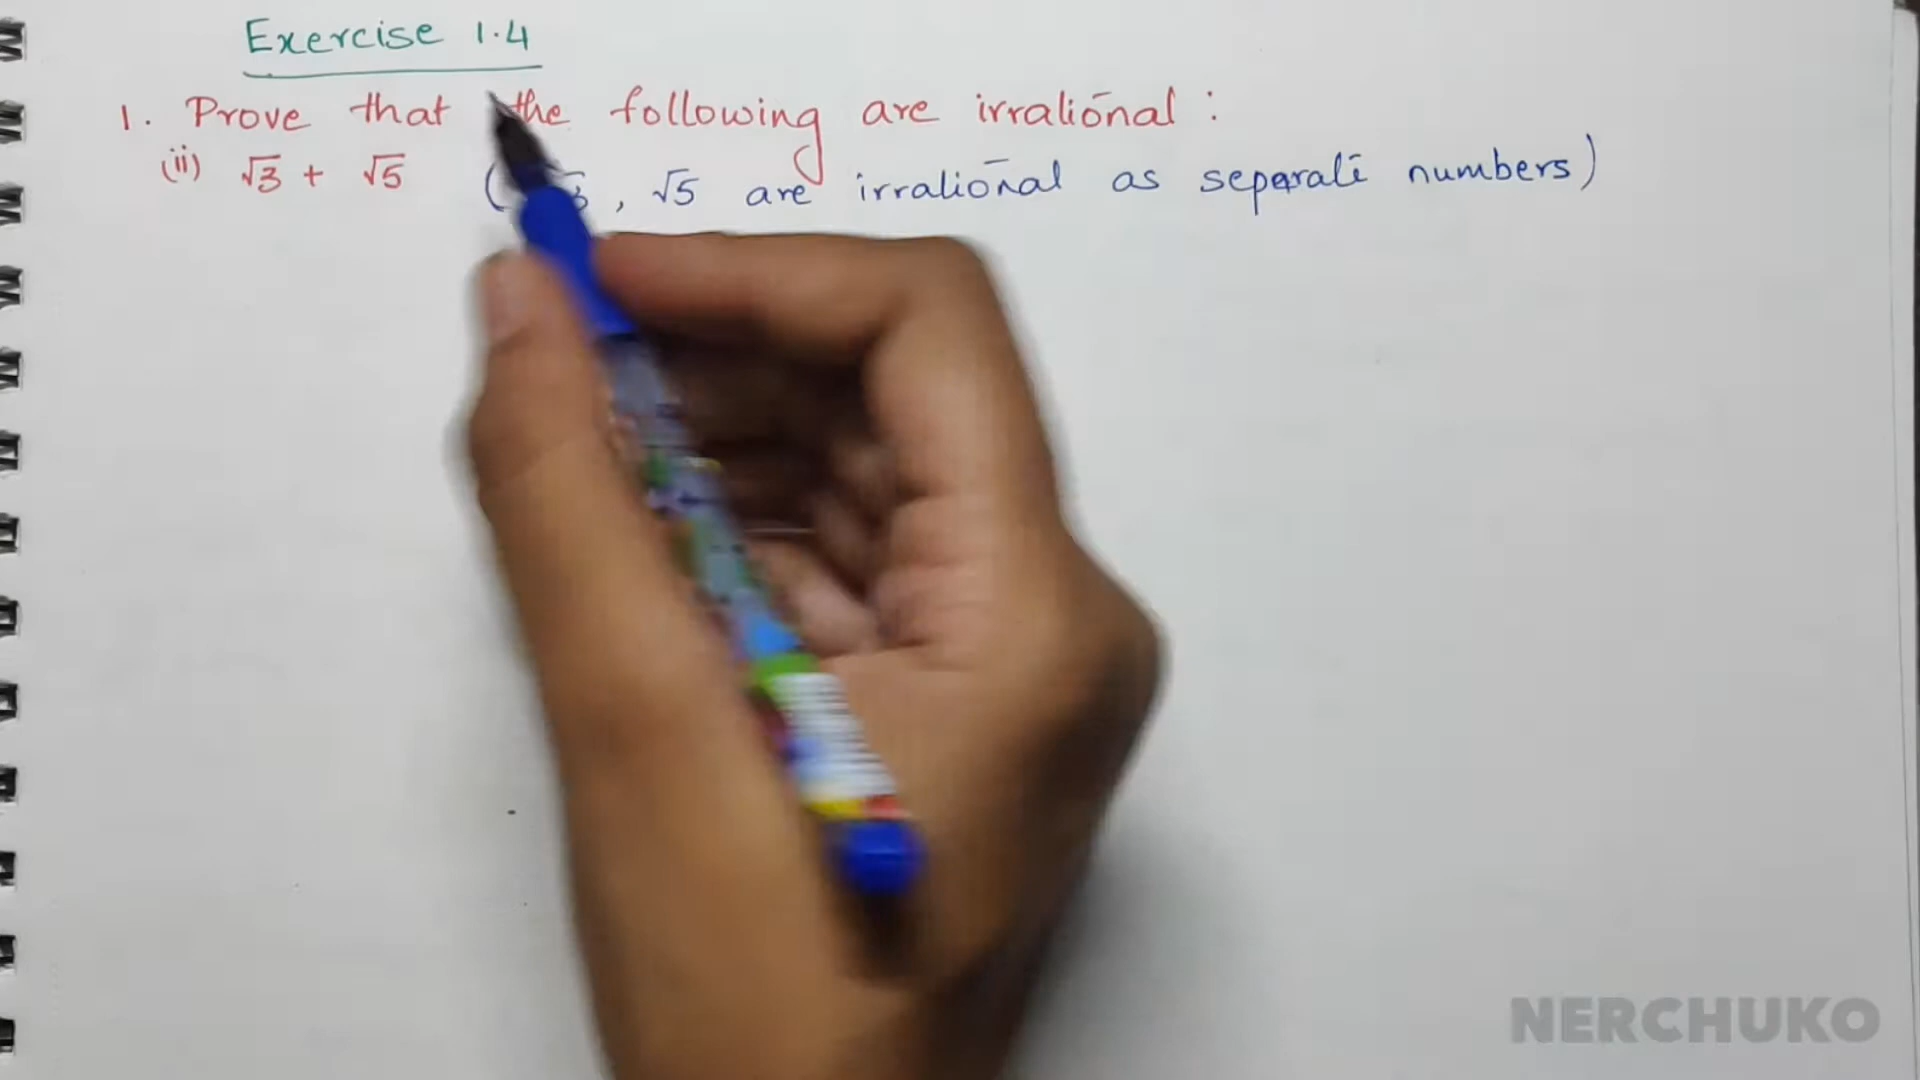 Exercise 1.4
1. Prove that the following are irrational :
(ii) √3 + √5 ( , √5 are irrational as separate numbers)
NERCHUKO